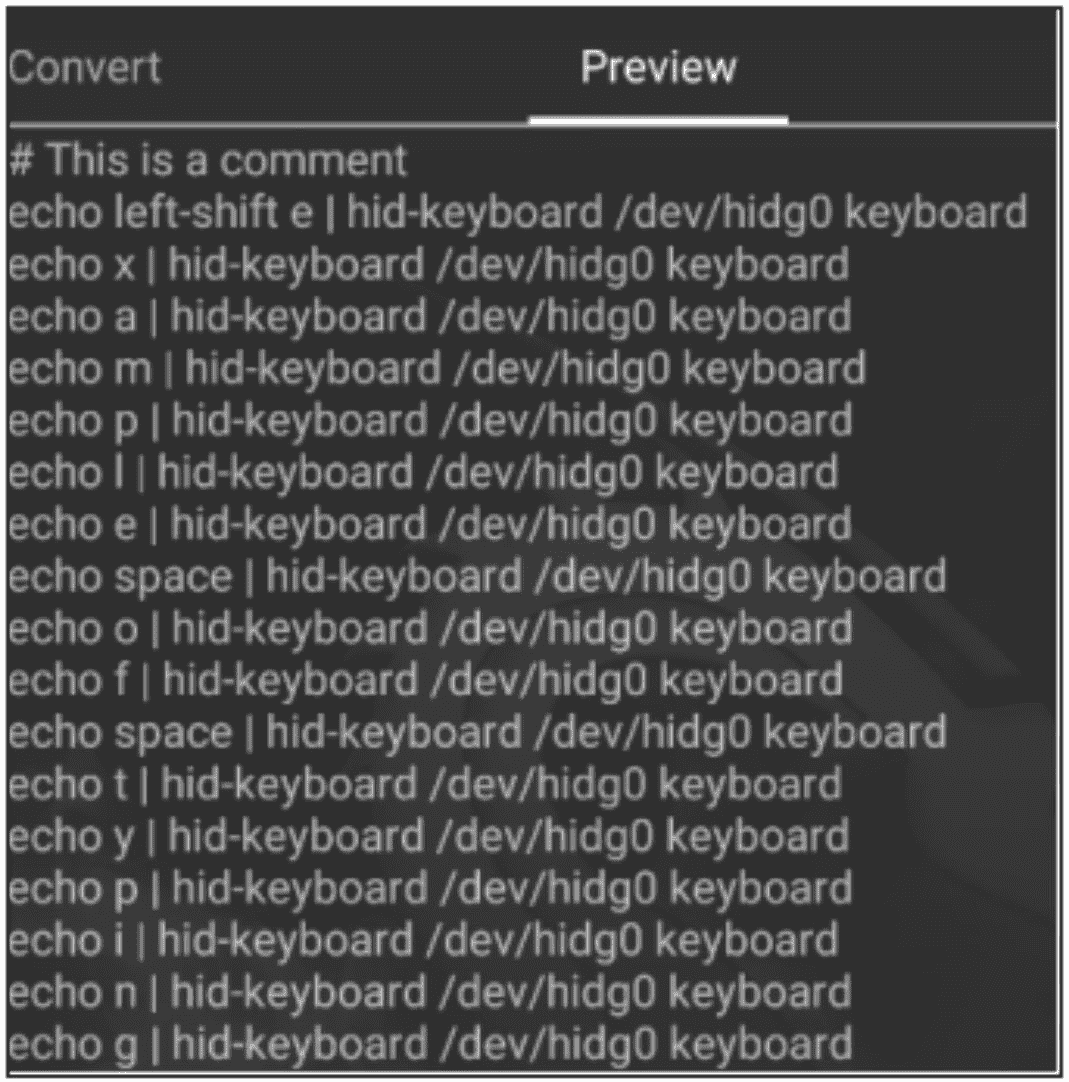 Convert Preview
# This is a comment
echo left-shift e | hid-keyboard /dev/hidg0 keyboard
echo x | hid-keyboard /dev/hidg0 keyboard
echo a | hid-keyboard /dev/hidg0 keyboard
echo m | hid-keyboard /dev/hidg0 keyboard
echo p | hid-keyboard /dev/hidg0 keyboard
echo l | hid-keyboard /dev/hidg0 keyboard
echo e | hid-keyboard /dev/hidg0 keyboard
echo space | hid-keyboard /dev/hidg0 keyboard
echo o | hid-keyboard /dev/hidg0 keyboard
echo f | hid-keyboard /dev/hidg0 keyboard
echo space | hid-keyboard /dev/hidg0 keyboard
echo t | hid-keyboard /dev/hidg0 keyboard
echo y | hid-keyboard /dev/hidg0 keyboard
echo p | hid-keyboard /dev/hidg0 keyboard
echo i | hid-keyboard /dev/hidg0 keyboard
echo n | hid-keyboard /dev/hidg0 keyboard
echo g | hid-keyboard /dev/hidg0 keyboard